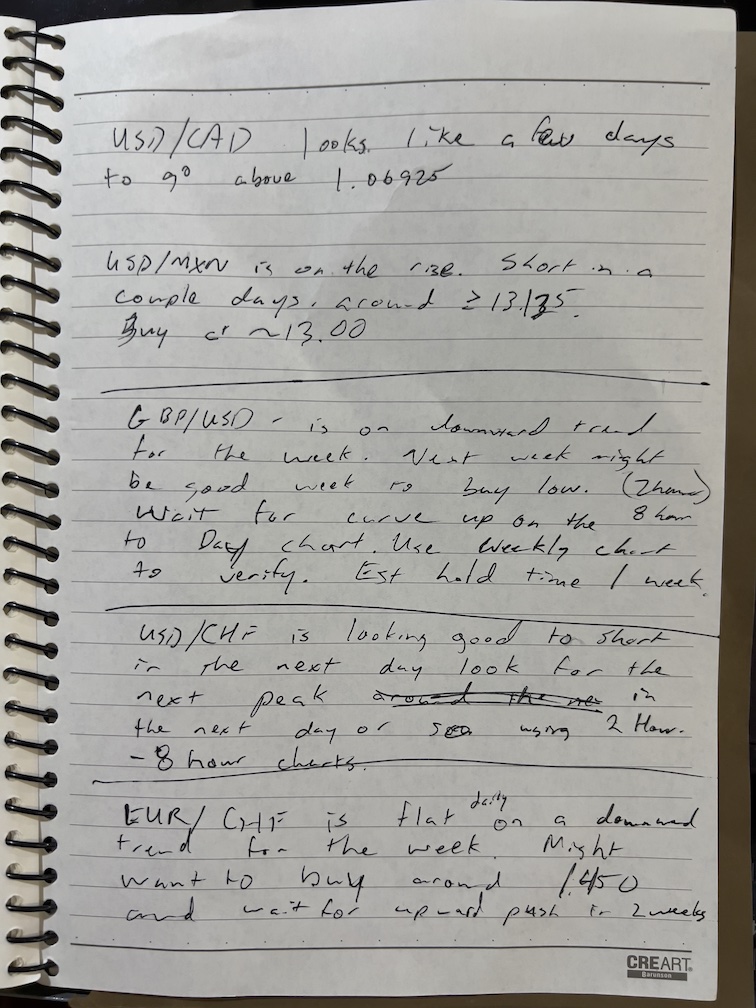 USD/CAD looks like a few days
to go above 1.06925
USD/MXN is on the rise. Short in a
couple days. around ≥ 13.135.
Buy at ~13.00
GBP/USD - is on downward trend
for the week. Next week might
be good week to buy low. (2 hour)
Wait for curve up on the 8 hour
to Day chart. Use Weekly chart
to verify. Est hold time 1 week.
USD/CHF is looking good to short
in the next day look for the
next peak around the ne in
the next day or so using 2 Hour.
- 8 hour charts.
EUR/CHF is flat daily on a downward
trend for the week. Might
want to buy around 1.450
and wait for upward push in 2 weeks
CREART
Barunson